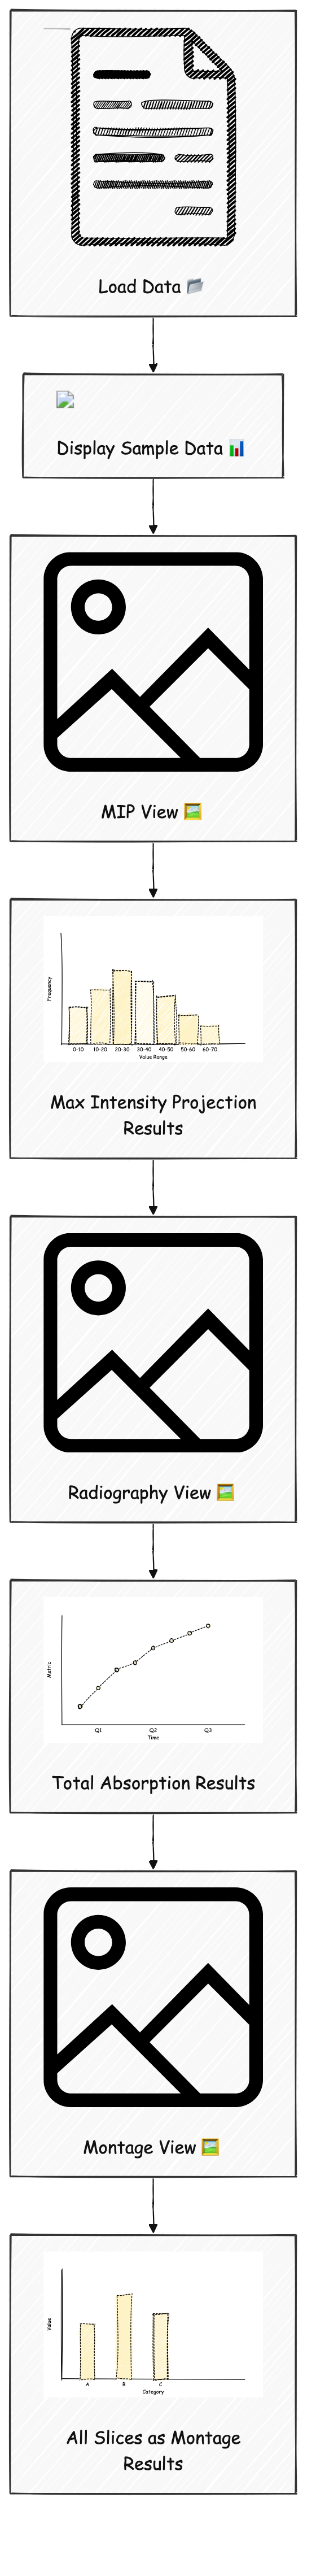 Load Data 📂
Display Sample Data 📊
MIP View 🖼️
Frequency
0-10 10-20 20-30 30-40 40-50 50-60 60-70
Value Range
Max Intensity Projection
Results
Radiography View 🖼️
Metric
Q1 Q2 Q3
Time
Total Absorption Results
Montage View 🖼️
Value
A B C
Category
All Slices as Montage
Results